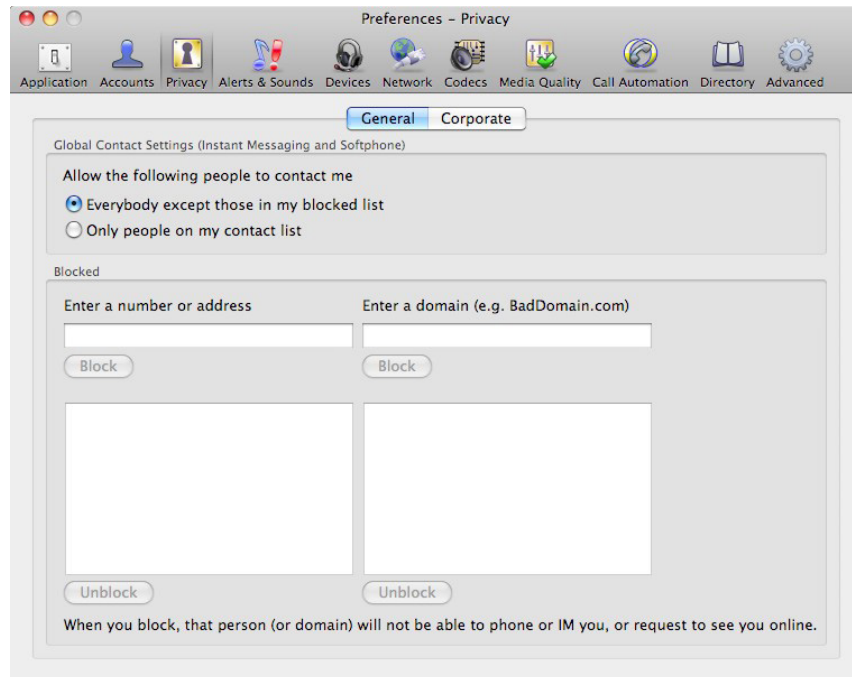 Preferences – Privacy
Application Accounts Privacy Alerts & Sounds Devices Network Codecs Media Quality Call Automation Directory Advanced
General Corporate
Global Contact Settings (Instant Messaging and Softphone)
Allow the following people to contact me
Everybody except those in my blocked list
Only people on my contact list
Blocked
Enter a number or address Enter a domain (e.g. BadDomain.com)
Block Block
Unblock Unblock
When you block, that person (or domain) will not be able to phone or IM you, or request to see you online.